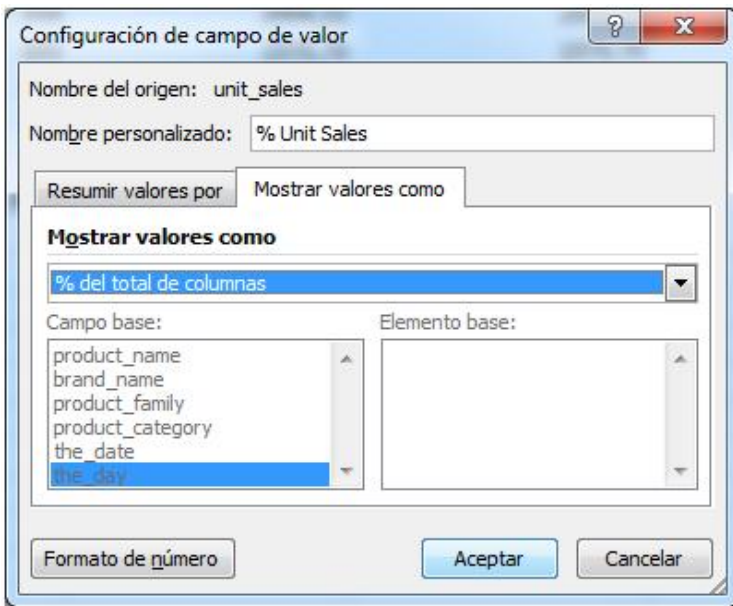 Configuración de campo de valor
Nombre del origen: unit_sales
Nombre personalizado: % Unit Sales
Resumir valores por Mostrar valores como
Mostrar valores como
% del total de columnas
Campo base: Elemento base:
product_name
brand_name
product_family
product_category
the_date
the_day
Formato de número Aceptar Cancelar